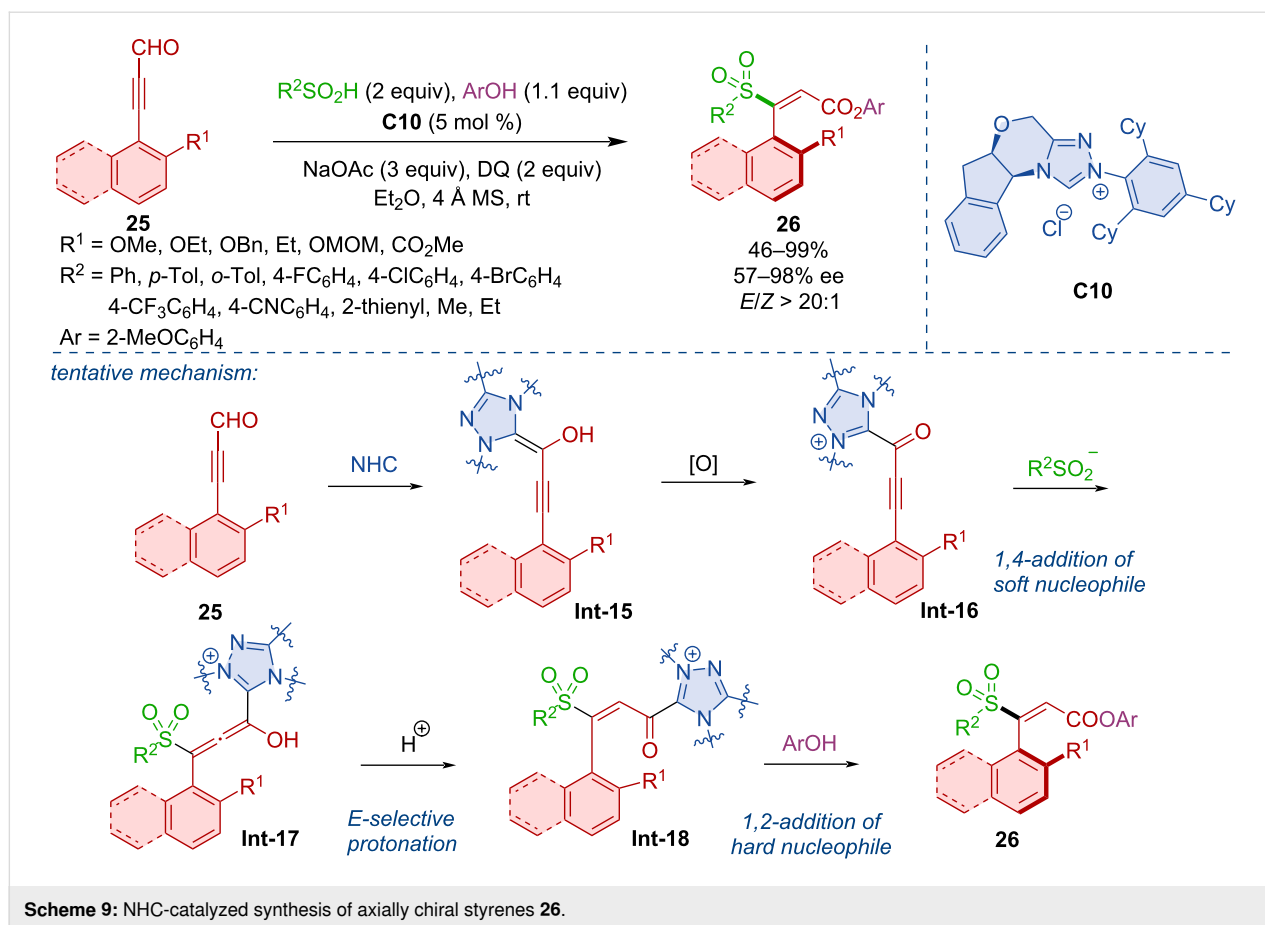 CHO
R¹
25
R²SO₂H (2 equiv), ArOH (1.1 equiv)
C10 (5 mol %)
NaOAc (3 equiv), DQ (2 equiv)
Et₂O, 4 Å MS, rt
O O
S
R²
CO₂Ar
R¹
26
46–99%
57–98% ee
E/Z > 20:1
R¹ = OMe, OEt, OBn, Et, OMOM, CO₂Me
R² = Ph, p-Tol, o-Tol, 4-FC₆H₄, 4-ClC₆H₄, 4-BrC₆H₄
4-CF₃C₆H₄, 4-CNC₆H₄, 2-thienyl, Me, Et
Ar = 2-MeOC₆H₄
O
N
N
N
⊕
Cl⊖
Cy
Cy
Cy
C10
tentative mechanism:
CHO
R¹
25
NHC
N
N
N
OH
R¹
Int-15
[O]
N
N
N
⊕
O
R¹
Int-16
R²SO₂⁻
1,4-addition of
soft nucleophile
N
⊕
N
N
O O
S
R²
OH
R¹
Int-17
H⊕
E-selective
protonation
O O
S
R²
O
N
⊕
N
N
R¹
Int-18
ArOH
1,2-addition of
hard nucleophile
O O
S
R²
COOAr
R¹
26
Scheme 9: NHC-catalyzed synthesis of axially chiral styrenes 26.